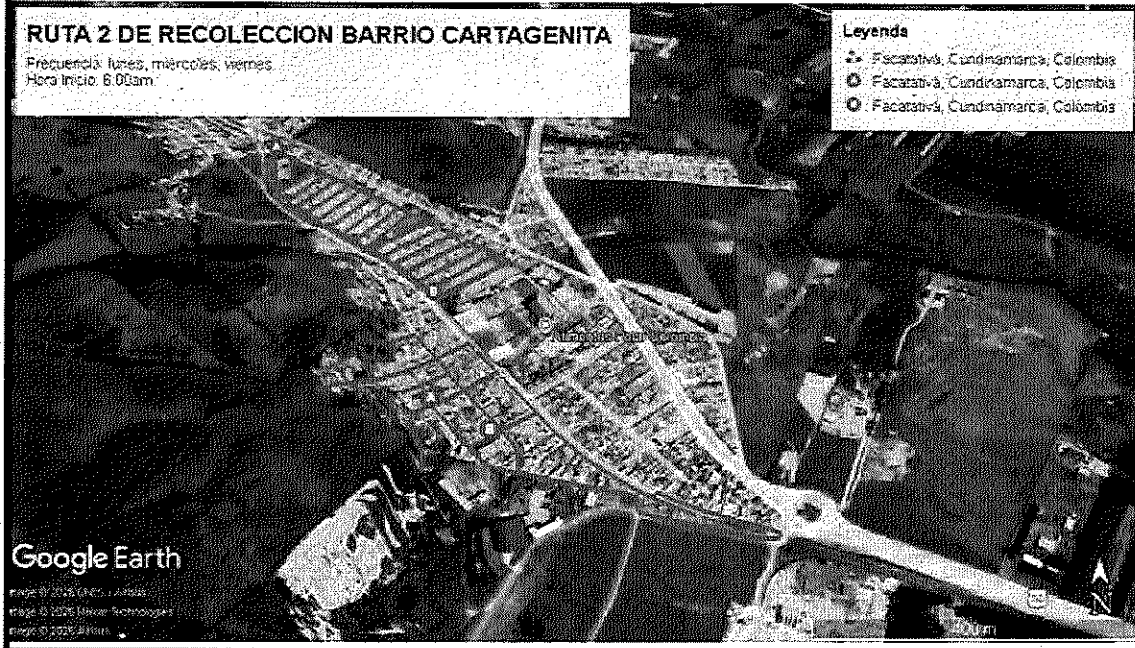 RUTA 2 DE RECOLECCION BARRIO CARTAGENITA
Frecuencia: lunes, miercoles, viernes
Hora Inicio: 6:00am
Leyenda
Facatativá, Cundinamarca, Colombia
Facatativá, Cundinamarca, Colombia
Facatativá, Cundinamarca, Colombia
Google Earth
N